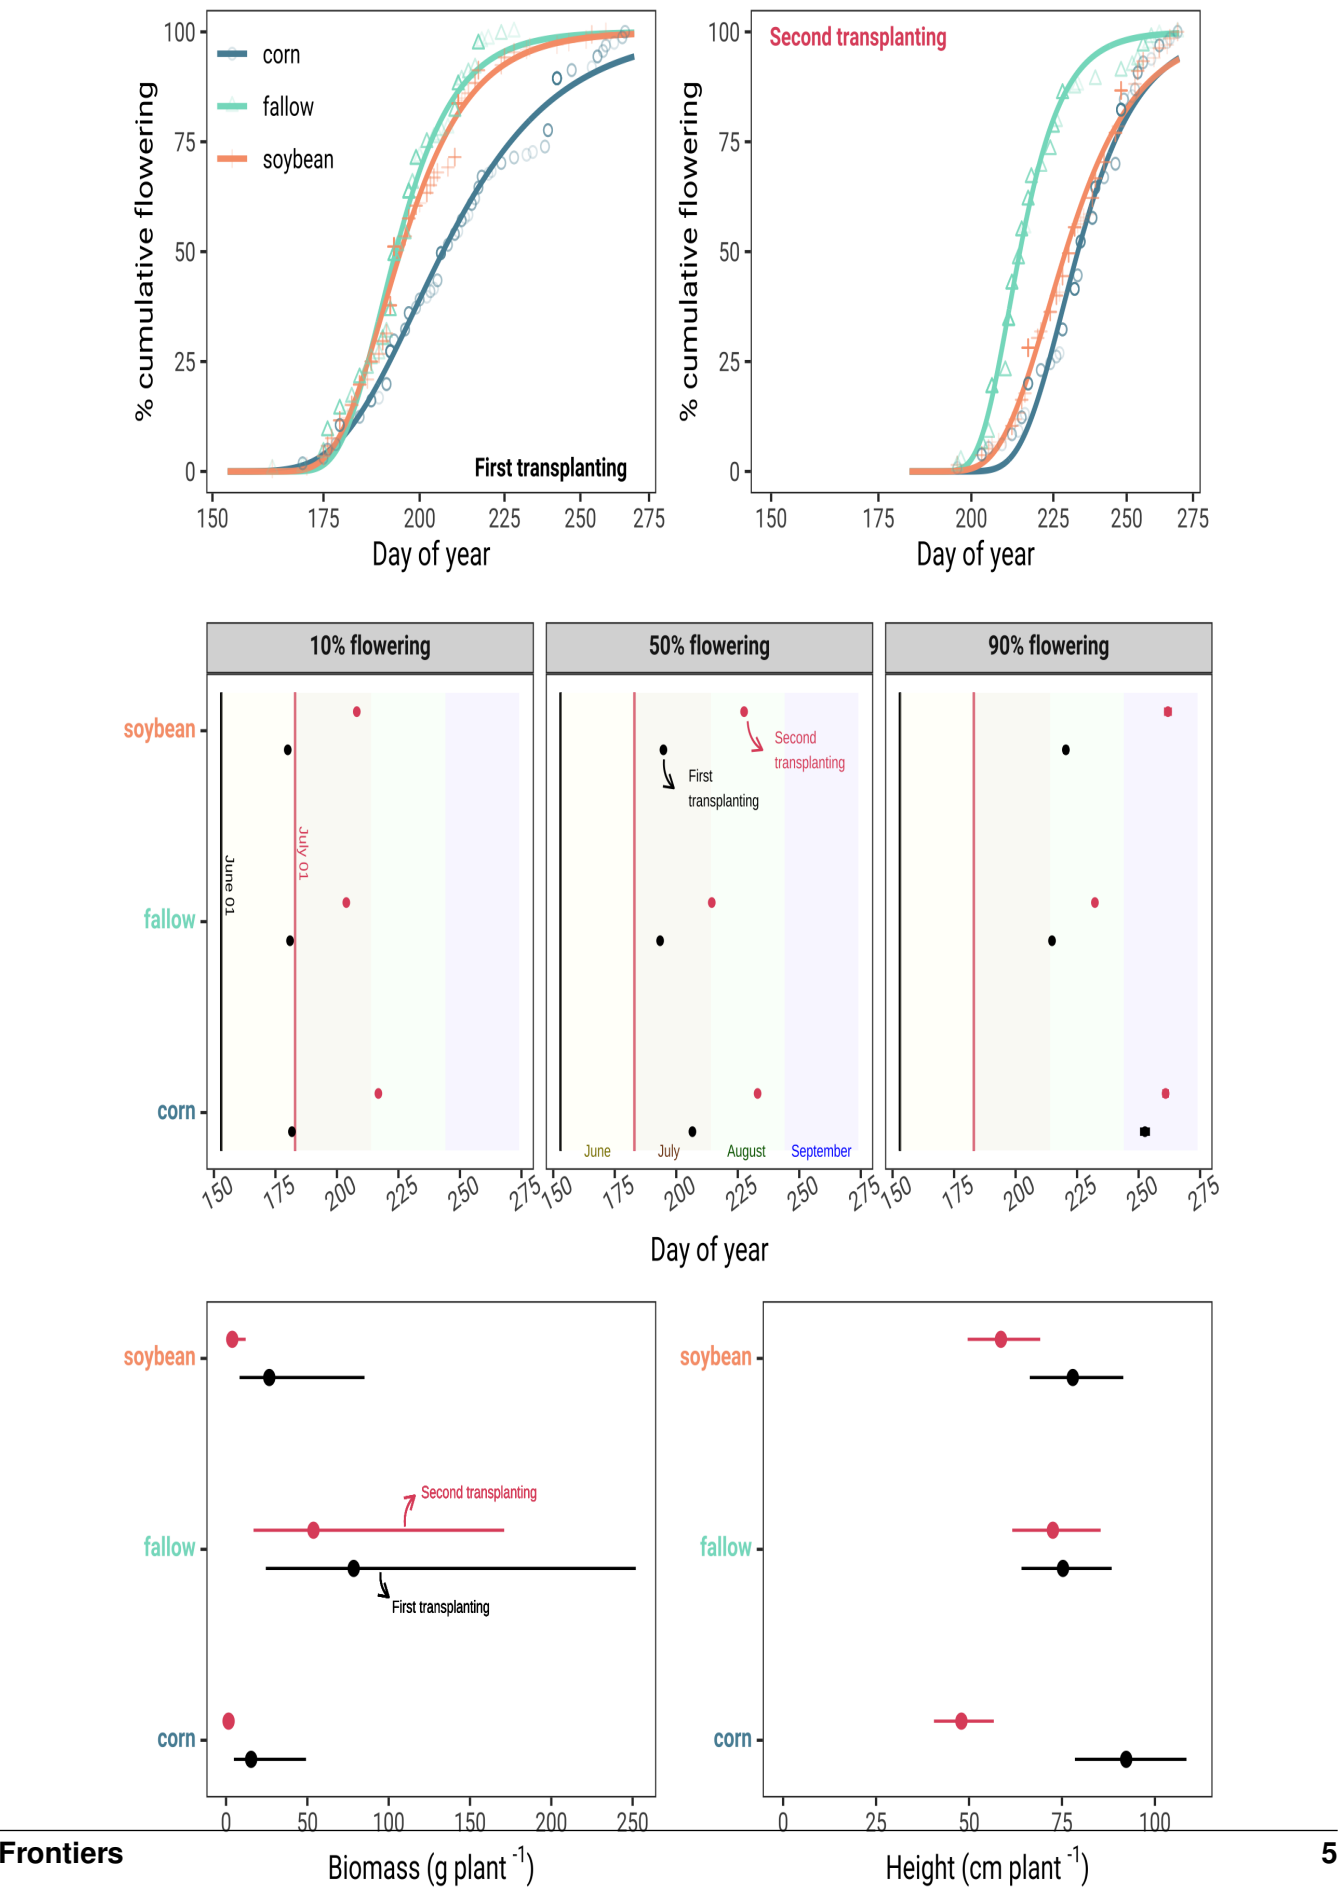 corn
fallow
soybean
% cumulative flowering
100
75
50
25
0
First transplanting
150
175
200
225
250
275
Day of year
Second transplanting
% cumulative flowering
100
75
50
25
0
150
175
200
225
250
275
Day of year
10% flowering
50% flowering
90% flowering
soybean
fallow
corn
June 01
July 01
Second
transplanting
First
transplanting
June
July
August
September
150
175
200
225
250
275
150
175
200
225
250
275
150
175
200
225
250
275
Day of year
soybean
fallow
corn
Second transplanting
First transplanting
0
50
100
150
200
250
Biomass (g plant -1)
soybean
fallow
corn
0
25
50
75
100
Height (cm plant -1)
Frontiers
5